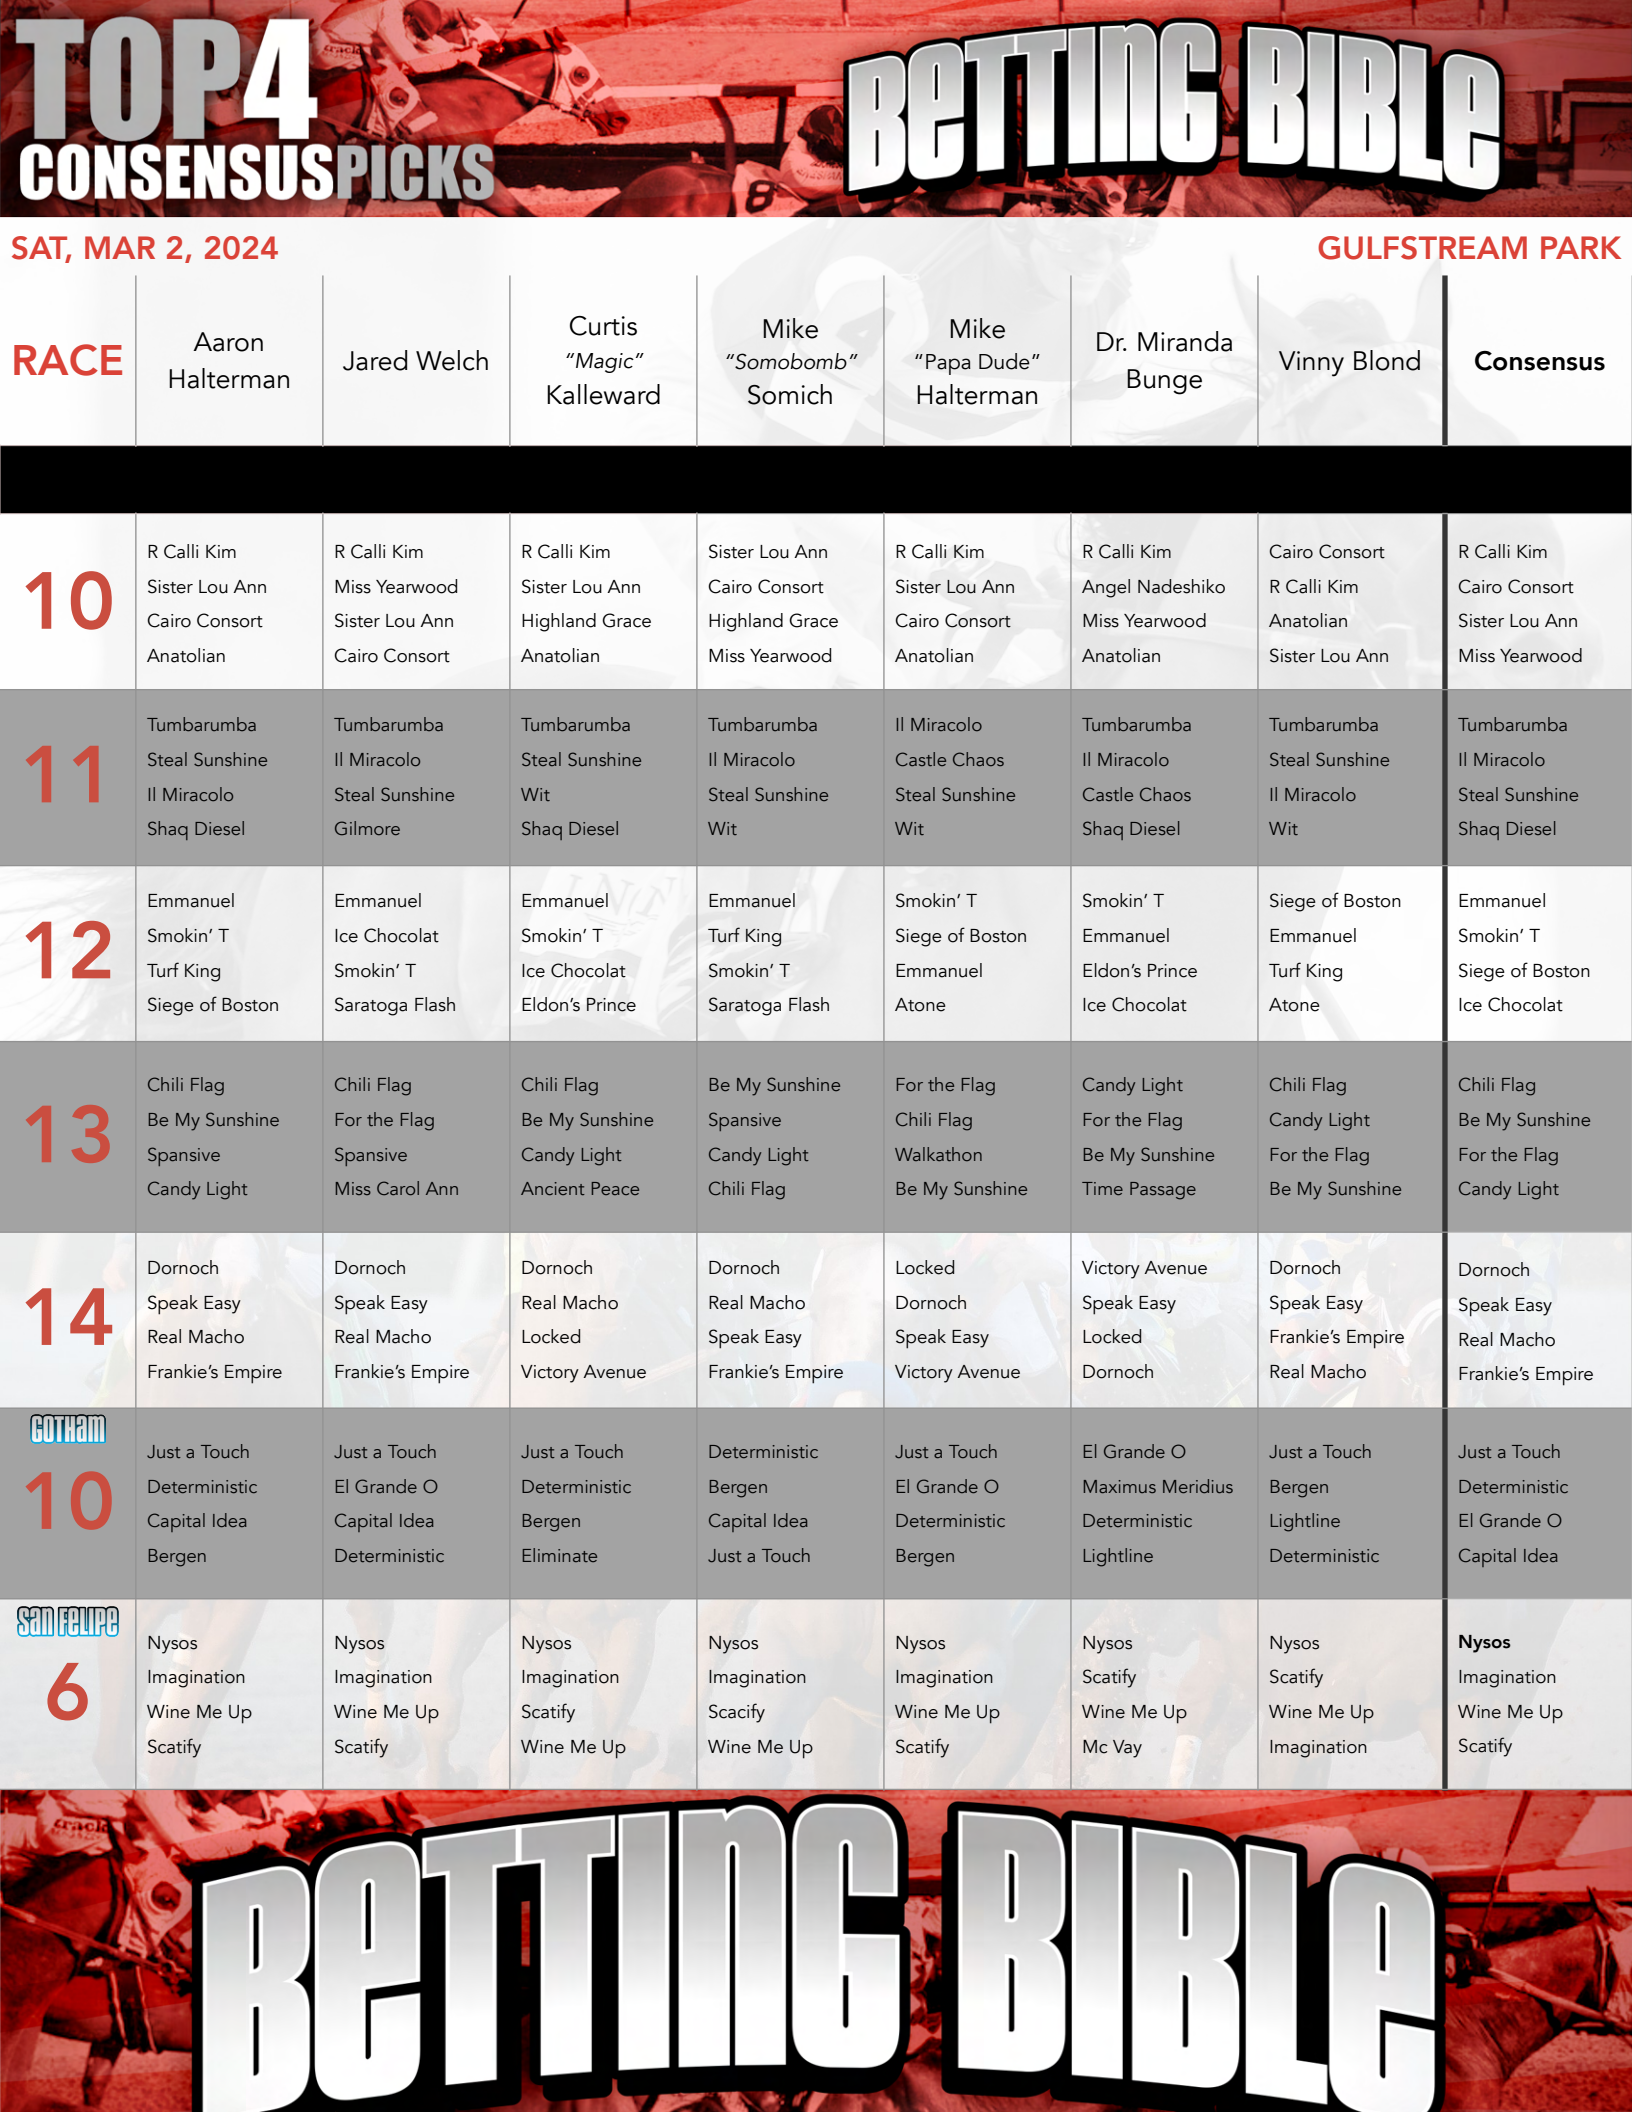 TOP4
CONSENSUSPICKS
BETTING BIBLE
track
8
SAT, MAR 2, 2024
GULFSTREAM PARK
RACE
Aaron
Halterman
Jared Welch
Curtis
“Magic”
Kalleward
Mike
“Somobomb”
Somich
Mike
“Papa Dude”
Halterman
Dr. Miranda
Bunge
Vinny Blond
Consensus
10
R Calli Kim
Sister Lou Ann
Cairo Consort
Anatolian
R Calli Kim
Miss Yearwood
Sister Lou Ann
Cairo Consort
R Calli Kim
Sister Lou Ann
Highland Grace
Anatolian
Sister Lou Ann
Cairo Consort
Highland Grace
Miss Yearwood
R Calli Kim
Sister Lou Ann
Cairo Consort
Anatolian
R Calli Kim
Angel Nadeshiko
Miss Yearwood
Anatolian
Cairo Consort
R Calli Kim
Anatolian
Sister Lou Ann
R Calli Kim
Cairo Consort
Sister Lou Ann
Miss Yearwood
11
Tumbarumba
Steal Sunshine
Il Miracolo
Shaq Diesel
Tumbarumba
Il Miracolo
Steal Sunshine
Gilmore
Tumbarumba
Steal Sunshine
Wit
Shaq Diesel
Tumbarumba
Il Miracolo
Steal Sunshine
Wit
Il Miracolo
Castle Chaos
Steal Sunshine
Wit
Tumbarumba
Il Miracolo
Castle Chaos
Shaq Diesel
Tumbarumba
Steal Sunshine
Il Miracolo
Wit
Tumbarumba
Il Miracolo
Steal Sunshine
Shaq Diesel
12
Emmanuel
Smokin’ T
Turf King
Siege of Boston
Emmanuel
Ice Chocolat
Smokin’ T
Saratoga Flash
Emmanuel
Smokin’ T
Ice Chocolat
Eldon’s Prince
Emmanuel
Turf King
Smokin’ T
Saratoga Flash
Smokin’ T
Siege of Boston
Emmanuel
Atone
Smokin’ T
Emmanuel
Eldon’s Prince
Ice Chocolat
Siege of Boston
Emmanuel
Turf King
Atone
Emmanuel
Smokin’ T
Siege of Boston
Ice Chocolat
13
Chili Flag
Be My Sunshine
Spansive
Candy Light
Chili Flag
For the Flag
Spansive
Miss Carol Ann
Chili Flag
Be My Sunshine
Candy Light
Ancient Peace
Be My Sunshine
Spansive
Candy Light
Chili Flag
For the Flag
Chili Flag
Walkathon
Be My Sunshine
Candy Light
For the Flag
Be My Sunshine
Time Passage
Chili Flag
Candy Light
For the Flag
Be My Sunshine
Chili Flag
Be My Sunshine
For the Flag
Candy Light
14
Dornoch
Speak Easy
Real Macho
Frankie’s Empire
Dornoch
Speak Easy
Real Macho
Frankie’s Empire
Dornoch
Real Macho
Locked
Victory Avenue
Dornoch
Real Macho
Speak Easy
Frankie’s Empire
Locked
Dornoch
Speak Easy
Victory Avenue
Victory Avenue
Speak Easy
Locked
Dornoch
Dornoch
Speak Easy
Frankie’s Empire
Real Macho
Dornoch
Speak Easy
Real Macho
Frankie’s Empire
GOTHAM
10
Just a Touch
Deterministic
Capital Idea
Bergen
Just a Touch
El Grande O
Capital Idea
Deterministic
Just a Touch
Deterministic
Bergen
Eliminate
Deterministic
Bergen
Capital Idea
Just a Touch
Just a Touch
El Grande O
Deterministic
Bergen
El Grande O
Maximus Meridius
Deterministic
Lightline
Just a Touch
Bergen
Lightline
Deterministic
Just a Touch
Deterministic
El Grande O
Capital Idea
SAN FELIPE
6
Nysos
Imagination
Wine Me Up
Scatify
Nysos
Imagination
Wine Me Up
Scatify
Nysos
Imagination
Scatify
Wine Me Up
Nysos
Imagination
Scacify
Wine Me Up
Nysos
Imagination
Wine Me Up
Scatify
Nysos
Scatify
Wine Me Up
Mc Vay
Nysos
Scatify
Wine Me Up
Imagination
Nysos
Imagination
Wine Me Up
Scatify
track
BETTING BIBLE